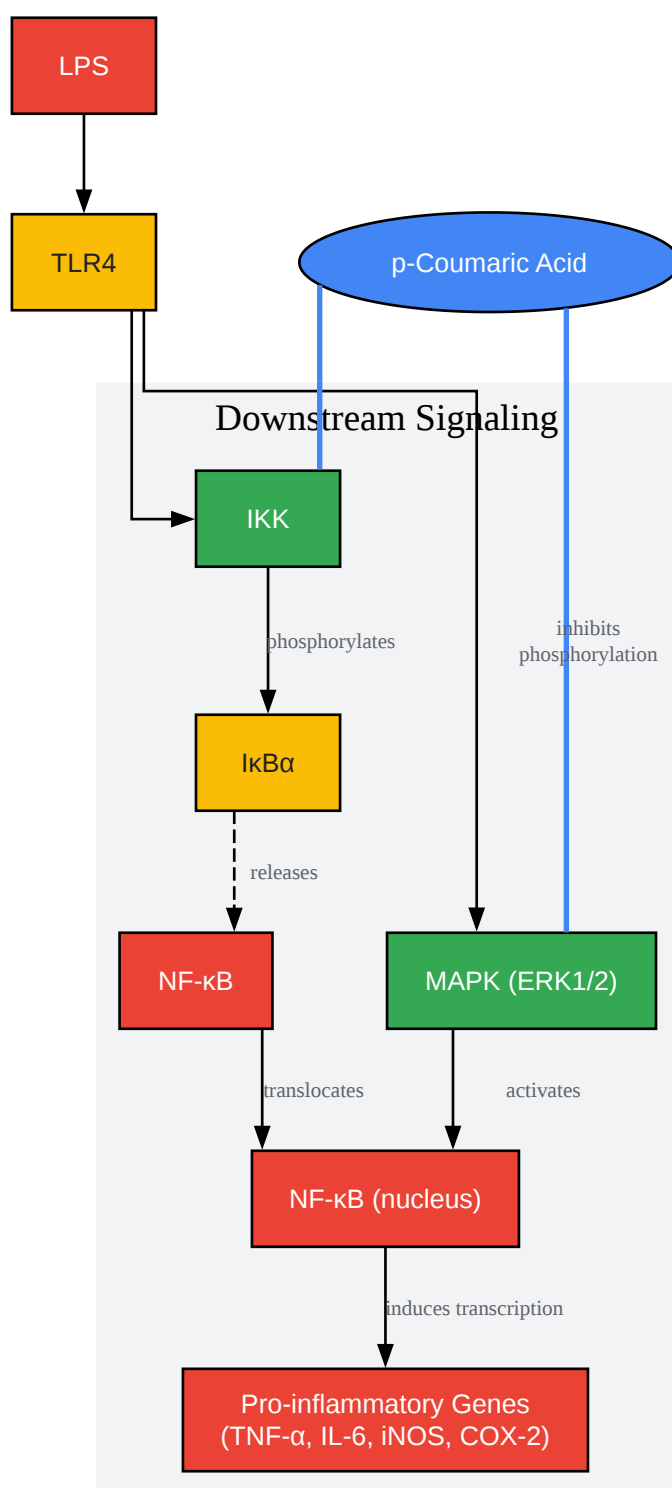 LPS
TLR4
p-Coumaric Acid
Downstream Signaling
IKK
phosphorylates
inhibits
phosphorylation
IκBα
releases
NF-κB
MAPK (ERK1/2)
translocates
activates
NF-κB (nucleus)
induces transcription
Pro-inflammatory Genes
(TNF-α, IL-6, iNOS, COX-2)